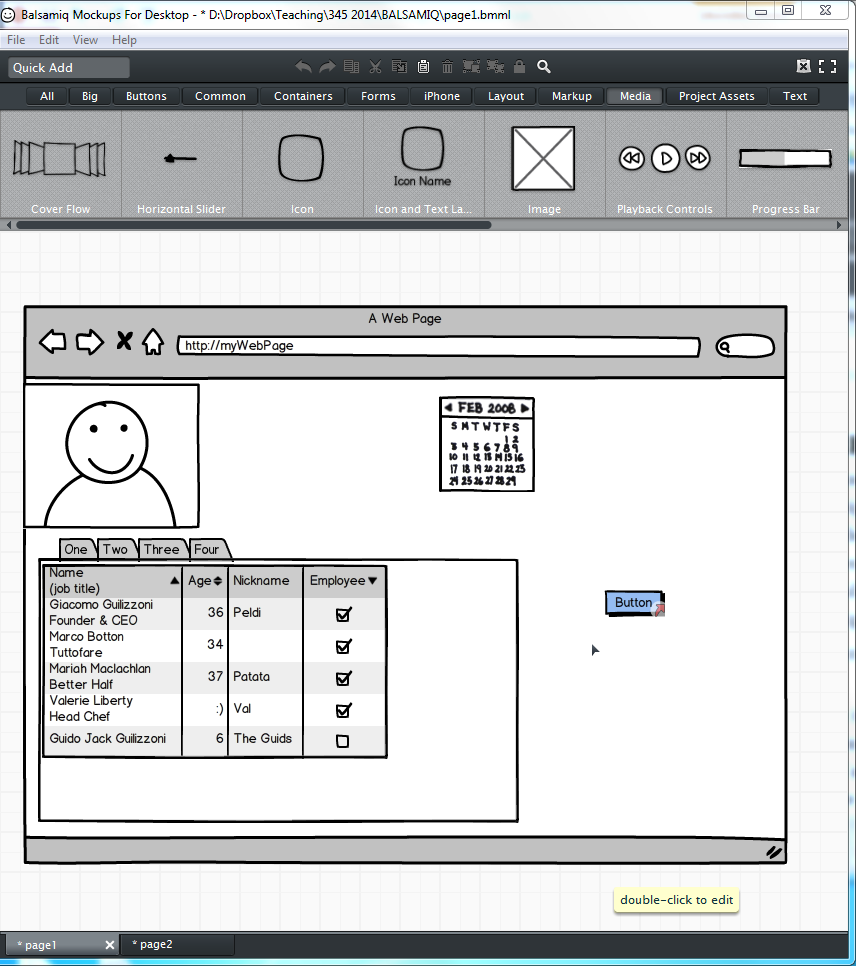 Balsamiq Mockups For Desktop - * D:\Dropbox\Teaching\345 2014\BALSAMIQ\page1.bmml
File Edit View Help
Quick Add
All Big Buttons Common Containers Forms iPhone Layout Markup Media Project Assets Text
Icon Name
Cover Flow Horizontal Slider Icon Icon and Text La... Image Playback Controls Progress Bar
A Web Page
http://myWebPage
FEB 2008
S M T W T F S
1 2
3 4 5 6 7 8 9
10 11 12 13 14 15 16
17 18 19 20 21 22 23
24 25 26 27 28 29
One Two Three Four
Name
(job title) Age Nickname Employee
Giacomo Guilizzoni
Founder & CEO 36 Peldi
Marco Botton
Tuttofare 34
Mariah Maclachlan
Better Half 37 Patata
Valerie Liberty
Head Chef :) Val
Guido Jack Guilizzoni 6 The Guids
Button
double-click to edit
* page1 * page2